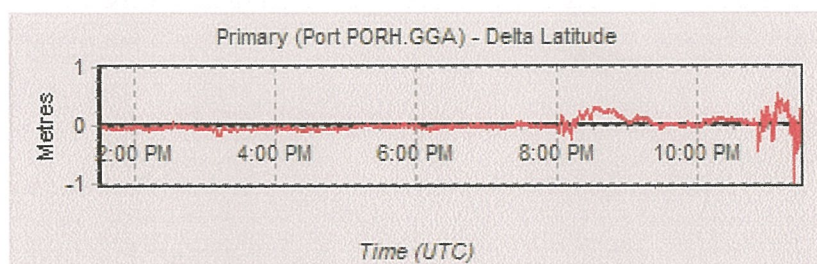 Primary (Port PORH.GGA) - Delta Latitude
1
Metres
0
2:00 PM 4:00 PM 6:00 PM 8:00 PM 10:00 PM
-1
Time (UTC)